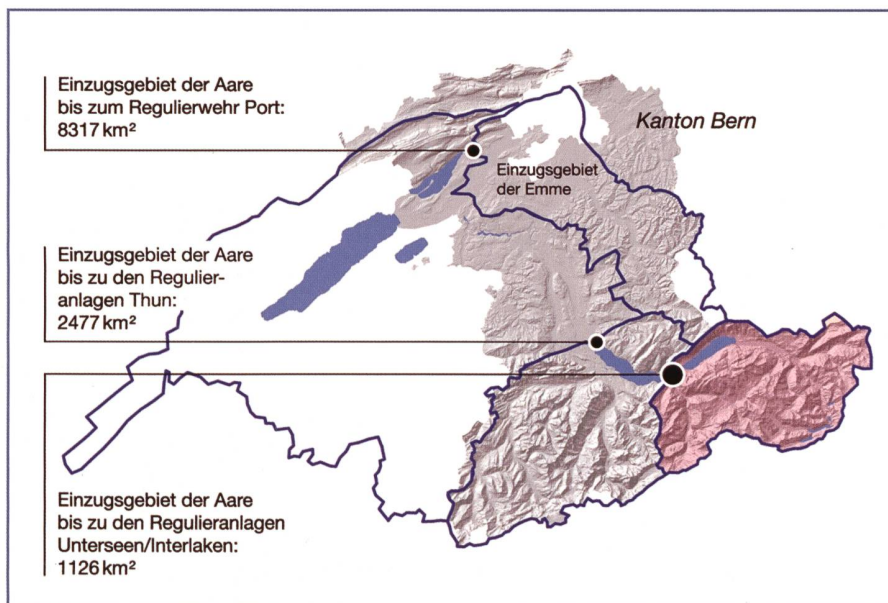 Einzugsgebiet der Aare
bis zum Regulierwehr Port:
8317 km²
Kanton Bern
Einzugsgebiet
der Emme
Einzugsgebiet der Aare
bis zu den Regulier-
anlagen Thun:
2477 km²
Einzugsgebiet der Aare
bis zu den Regulieranlagen
Unterseen/Interlaken:
1126 km²